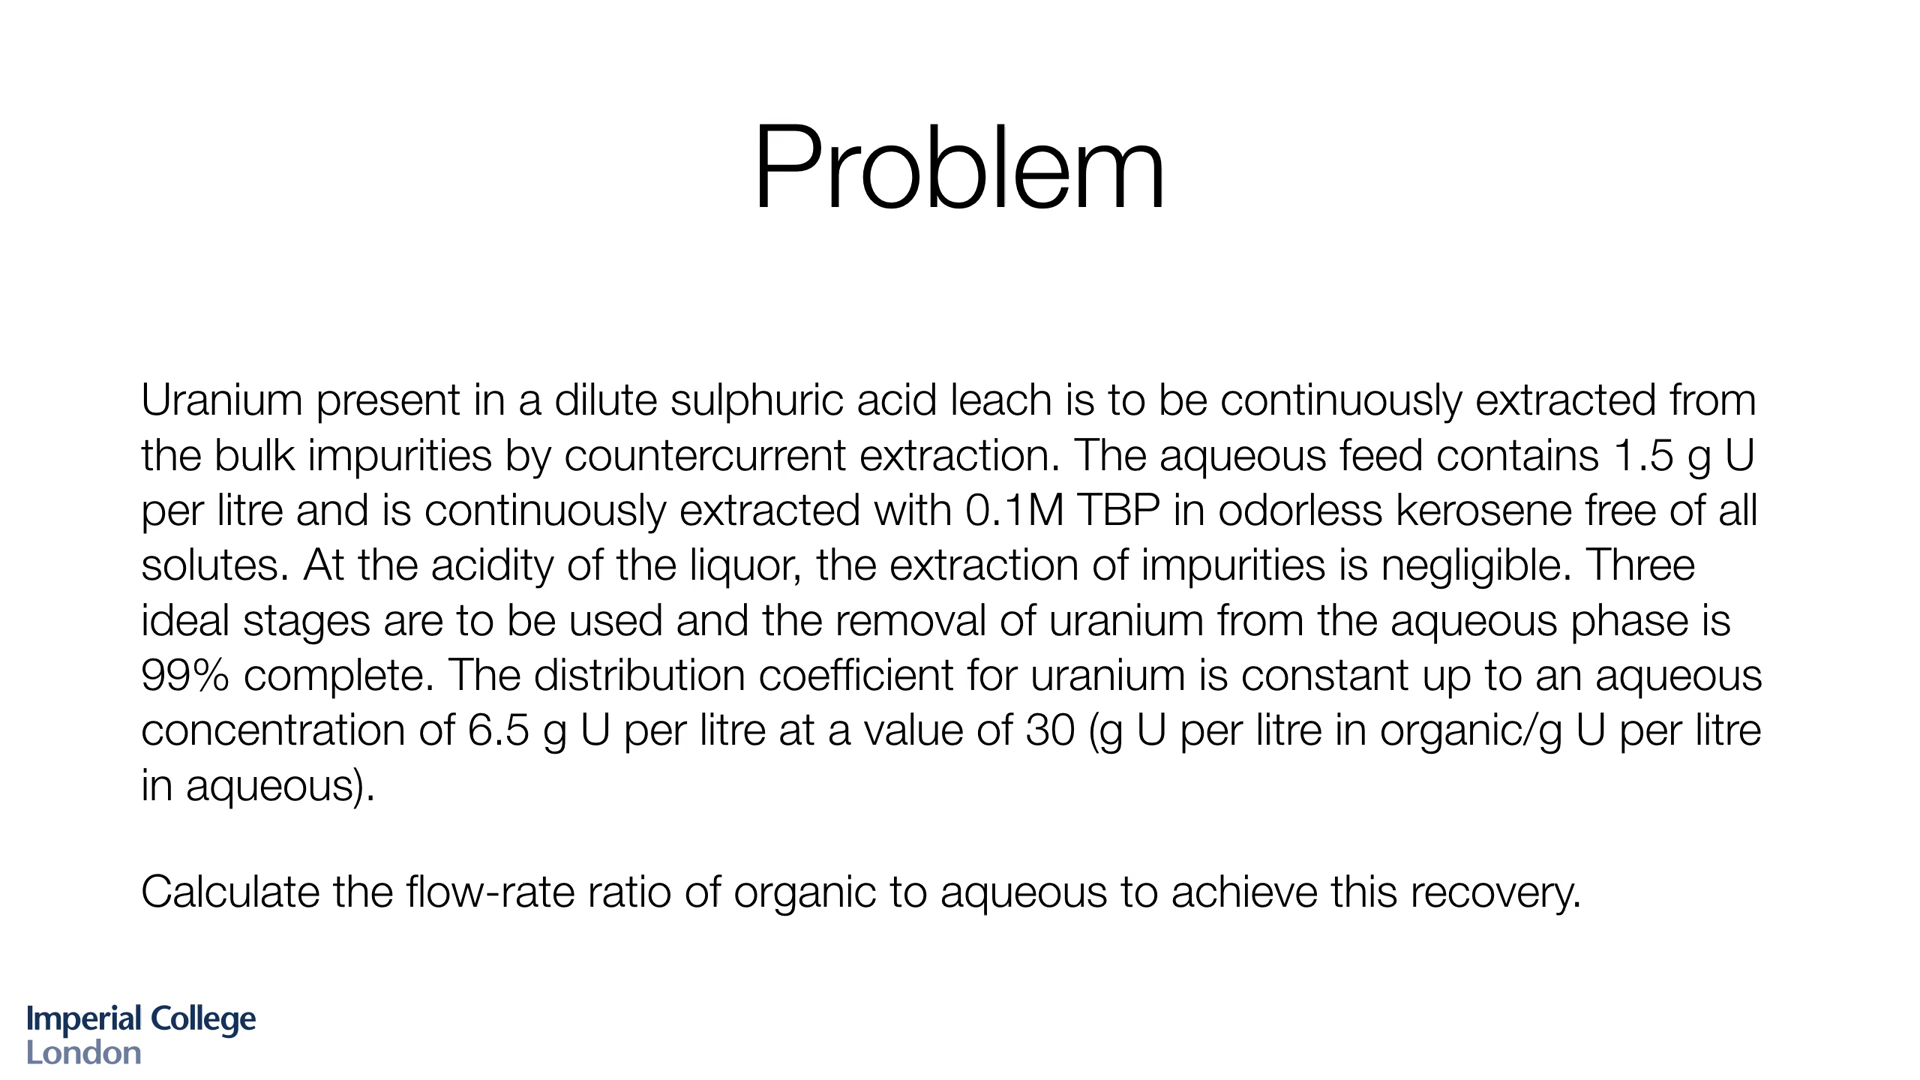 Problem
Uranium present in a dilute sulphuric acid leach is to be continuously extracted from
the bulk impurities by countercurrent extraction. The aqueous feed contains 1.5 g U
per litre and is continuously extracted with 0.1M TBP in odorless kerosene free of all
solutes. At the acidity of the liquor, the extraction of impurities is negligible. Three
ideal stages are to be used and the removal of uranium from the aqueous phase is
99% complete. The distribution coefficient for uranium is constant up to an aqueous
concentration of 6.5 g U per litre at a value of 30 (g U per litre in organic/g U per litre
in aqueous).
Calculate the flow-rate ratio of organic to aqueous to achieve this recovery.
Imperial College
London